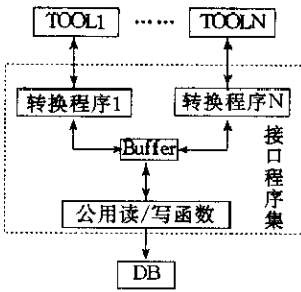 TOOL1 …… TOOLN
转换程序1 转换程序N
Buffer
公用读/写函数
DB
接口程序集